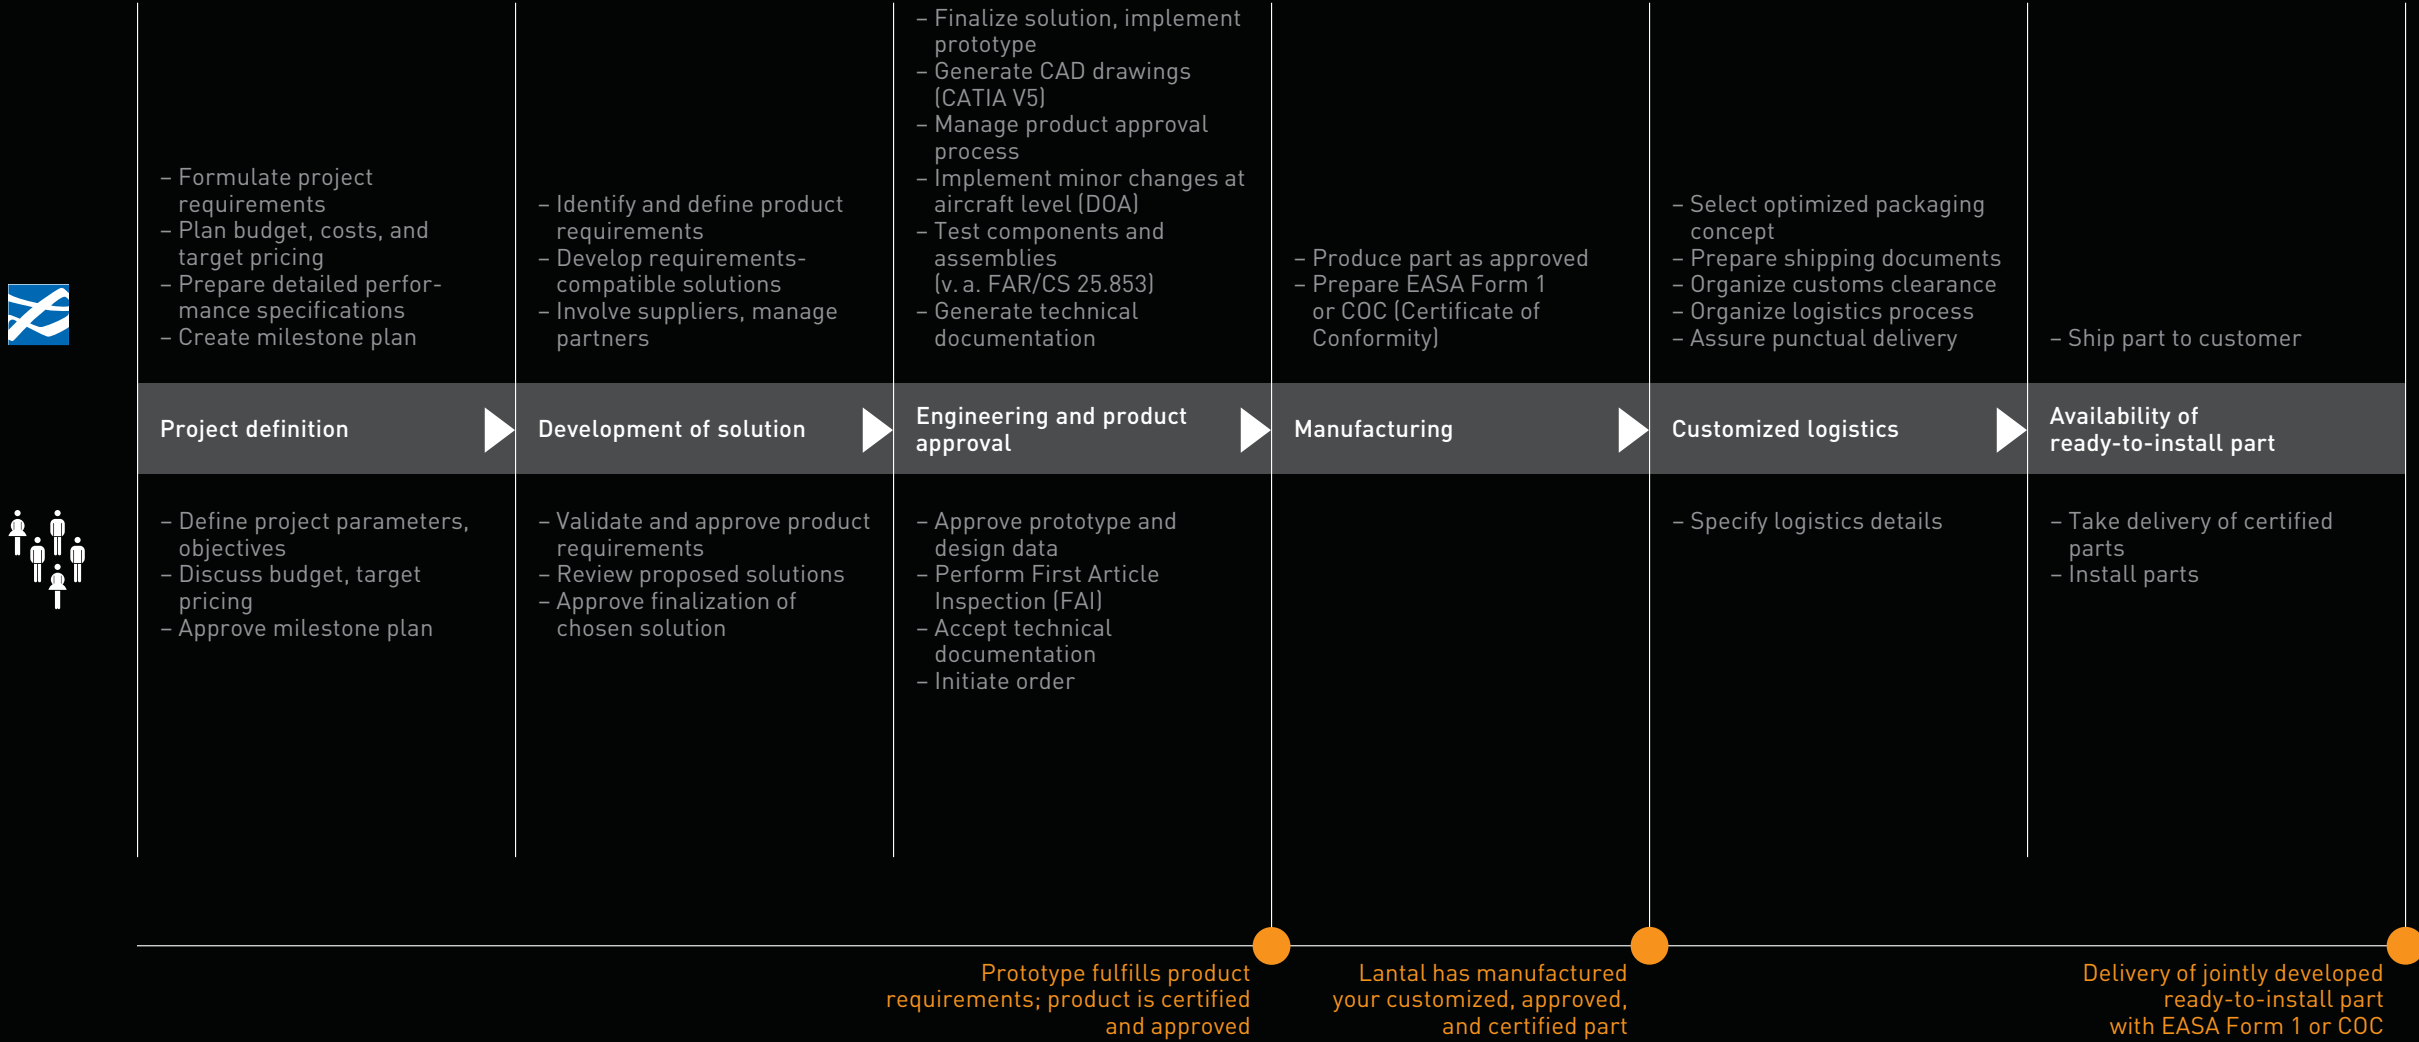 – Formulate project
requirements
– Plan budget, costs, and
target pricing
– Prepare detailed perfor-
mance specifications
– Create milestone plan
– Identify and define product
requirements
– Develop requirements-
compatible solutions
– Involve suppliers, manage
partners
– Finalize solution, implement
prototype
– Generate CAD drawings
(CATIA V5)
– Manage product approval
process
– Implement minor changes at
aircraft level (DOA)
– Test components and
assemblies
(v. a. FAR/CS 25.853)
– Generate technical
documentation
– Produce part as approved
– Prepare EASA Form 1
or COC (Certificate of
Conformity)
– Select optimized packaging
concept
– Prepare shipping documents
– Organize customs clearance
– Organize logistics process
– Assure punctual delivery
– Ship part to customer
Project definition
Development of solution
Engineering and product
approval
Manufacturing
Customized logistics
Availability of
ready-to-install part
– Define project parameters,
objectives
– Discuss budget, target
pricing
– Approve milestone plan
– Validate and approve product
requirements
– Review proposed solutions
– Approve finalization of
chosen solution
– Approve prototype and
design data
– Perform First Article
Inspection (FAI)
– Accept technical
documentation
– Initiate order
– Specify logistics details
– Take delivery of certified
parts
– Install parts
Prototype fulfills product
requirements; product is certified
and approved
Lantal has manufactured
your customized, approved,
and certified part
Delivery of jointly developed
ready-to-install part
with EASA Form 1 or COC